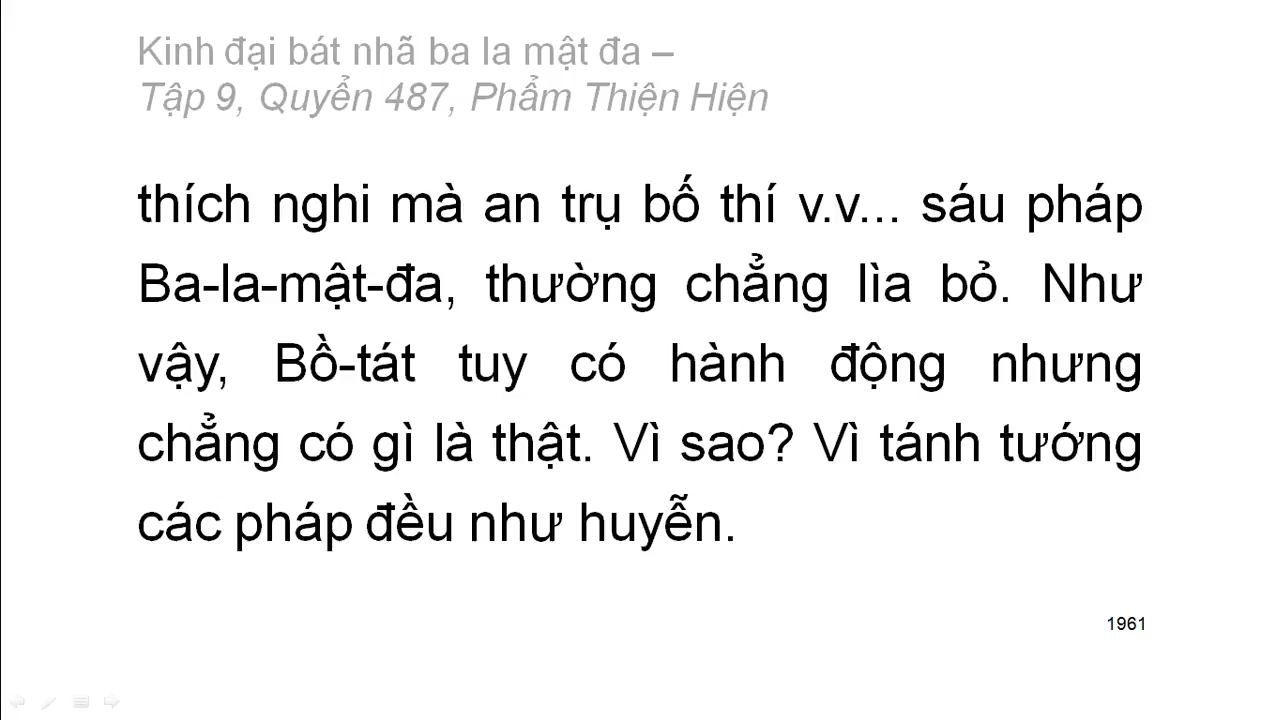 Kinh đại bát nhã ba la mật đa –
Tập 9, Quyển 487, Phẩm Thiện Hiện
thích nghi mà an trụ bố thí v.v... sáu pháp
Ba-la-mật-đa, thường chẳng lìa bỏ. Như
vậy, Bồ-tát tuy có hành động nhưng
chẳng có gì là thật. Vì sao? Vì tánh tướng
các pháp đều như huyễn.
1961